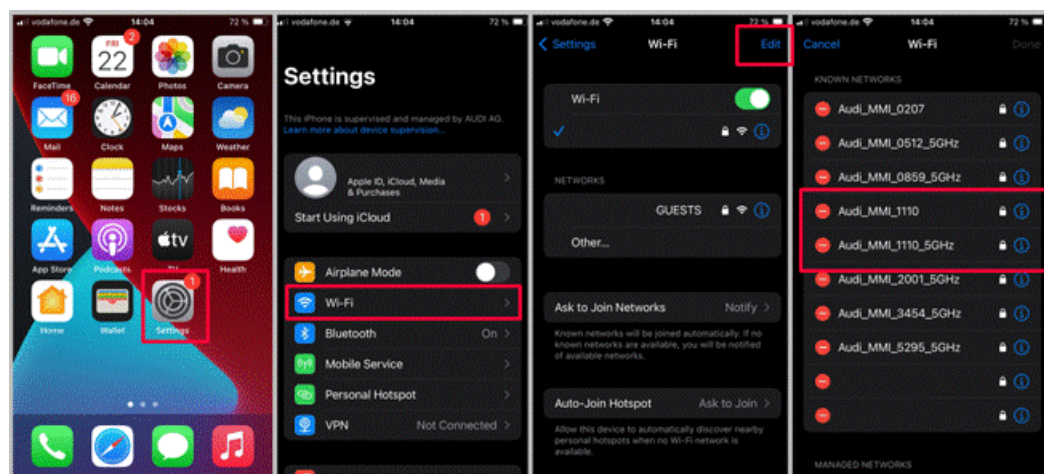 vodafone.de 14:04 72 %
FRI
22
2
FaceTime Calendar Photos Camera
16
Mail Clock Maps Weather
Reminders Notes Stocks Books
tv
App Store Podcasts TV Health
1
Home Wallet Settings
vodafone.de 14:04 72 %
Settings
This iPhone is supervised and managed by AUDI AG.
Learn more about device supervision...
Apple ID, iCloud, Media
& Purchases
Start Using iCloud 1
Airplane Mode
Wi-Fi
Bluetooth On
Mobile Service
Personal Hotspot
VPN Not Connected
vodafone.de 14:04 72 %
Settings Wi-Fi Edit
Wi-Fi
NETWORKS
GUESTS
Other...
Ask to Join Networks Notify
Known networks will be joined automatically. If no
known networks are available, you will be notified
of available networks.
Auto-Join Hotspot Ask to Join
Allow this device to automatically discover nearby
personal hotspots when no Wi-Fi network is
available.
vodafone.de 14:04 72 %
Cancel Wi-Fi Done
KNOWN NETWORKS
Audi_MMI_0207
Audi_MMI_0512_5GHz
Audi_MMI_0859_5GHz
Audi_MMI_1110
Audi_MMI_1110_5GHz
Audi_MMI_2001_5GHz
Audi_MMI_3454_5GHz
Audi_MMI_5295_5GHz
MANAGED NETWORKS